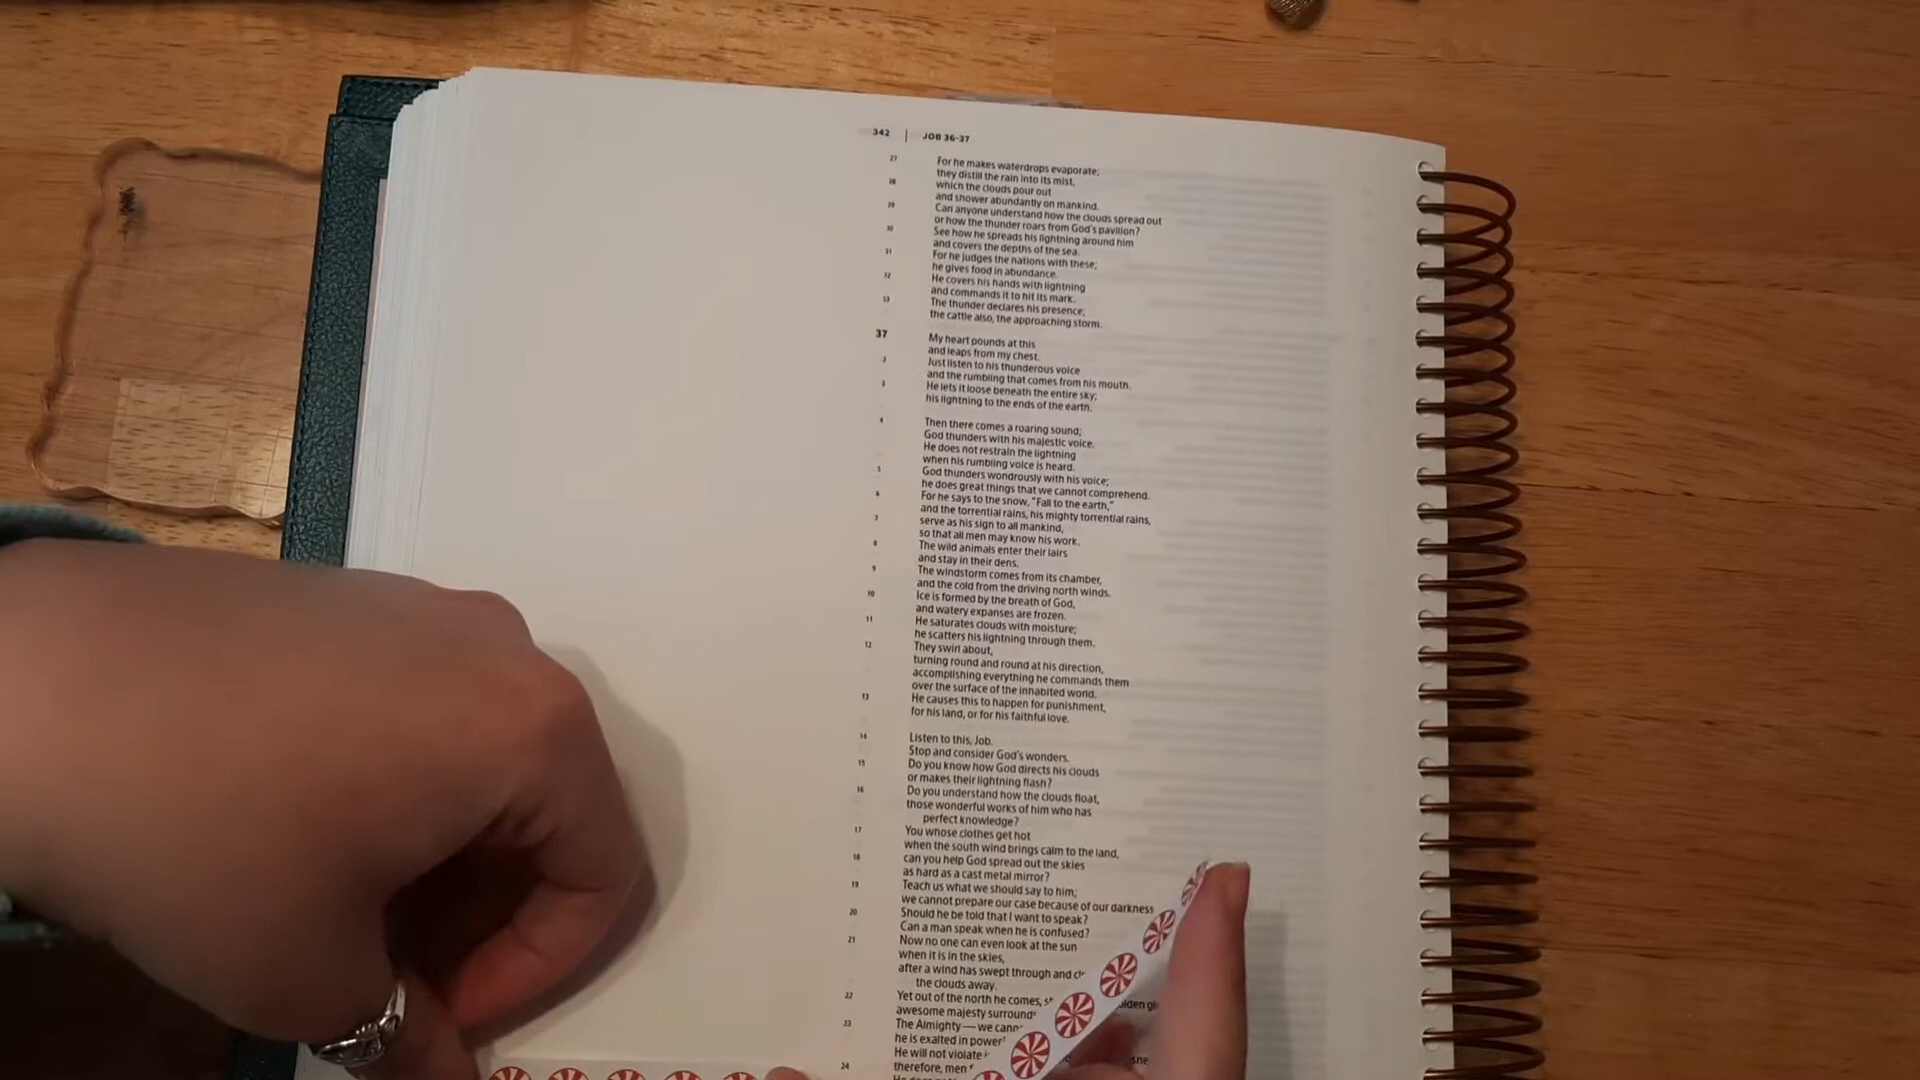 342 | JOB 36-37
27 For he makes waterdrops evaporate;
they distill the rain into its mist,
28 which the clouds pour out
and shower abundantly on mankind.
29 Can anyone understand how the clouds spread out
or how the thunder roars from God's pavilion?
30 See how he spreads his lightning around him
and covers the depths of the sea.
31 For he judges the nations with these;
he gives food in abundance.
32 He covers his hands with lightning
and commands it to hit its mark.
33 The thunder declares his presence;
the cattle also, the approaching storm.
37 My heart pounds at this
and leaps from my chest.
2 Just listen to his thunderous voice
and the rumbling that comes from his mouth.
3 He lets it loose beneath the entire sky;
his lightning to the ends of the earth.
4 Then there comes a roaring sound;
God thunders with his majestic voice.
He does not restrain the lightning
when his rumbling voice is heard.
5 God thunders wondrously with his voice;
he does great things that we cannot comprehend.
6 For he says to the snow, "Fall to the earth,"
and the torrential rains, his mighty torrential rains,
7 serve as his sign to all mankind,
so that all men may know his work.
8 The wild animals enter their lairs
and stay in their dens.
9 The windstorm comes from its chamber,
and the cold from the driving north winds.
10 Ice is formed by the breath of God,
and watery expanses are frozen.
11 He saturates clouds with moisture;
he scatters his lightning through them.
12 They swirl about,
turning round and round at his direction,
accomplishing everything he commands them
over the surface of the inhabited world.
13 He causes this to happen for punishment,
for his land, or for his faithful love.
14 Listen to this, Job.
Stop and consider God's wonders.
15 Do you know how God directs his clouds
or makes their lightning flash?
16 Do you understand how the clouds float,
those wonderful works of him who has
perfect knowledge?
17 You whose clothes get hot
when the south wind brings calm to the land,
18 can you help God spread out the skies
as hard as a cast metal mirror?
19 Teach us what we should say to him;
we cannot prepare our case because of our darkness
20 Should he be told that I want to speak?
Can a man speak when he is confused?
21 Now no one can even look at the sun
when it is in the skies,
after a wind has swept through and
the clouds away.
22 Yet out of the north he comes,
awesome majesty
23 The Almighty — we
he is exalted in power
He will not violate
24 therefore, men